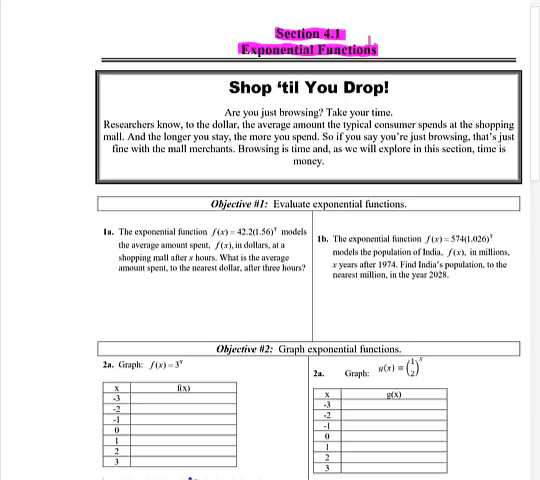 Section 4.1
Exponential Functions
Shop ‘til You Drop!
Are you just browsing? Take your time.
Researchers know, to the dollar, the average amount the typical consumer spends at the shopping
mall. And the longer you stay, the more you spend. So if you say you’re just browsing, that’s just
fine with the mall merchants. Browsing is time and, as we will explore in this section, time is
money.
Objective #1: Evaluate exponential functions.
1a. The exponential function f(x) = 42.2(1.56)^x models
the average amount spent, f(x), in dollars, at a
shopping mall after x hours. What is the average
amount spent, to the nearest dollar, after three hours?
1b. The exponential function f(x) = 574(1.026)^x
models the population of India, f(x), in millions,
x years after 1974. Find India’s population, to the
nearest million, in the year 2028.
Objective #2: Graph exponential functions.
2a. Graph: f(x) = 3^x
x f(x)
-3
-2
-1
0
1
2
3
2a. Graph: g(x) = (1/2)^x
x g(x)
-3
-2
-1
0
1
2
3